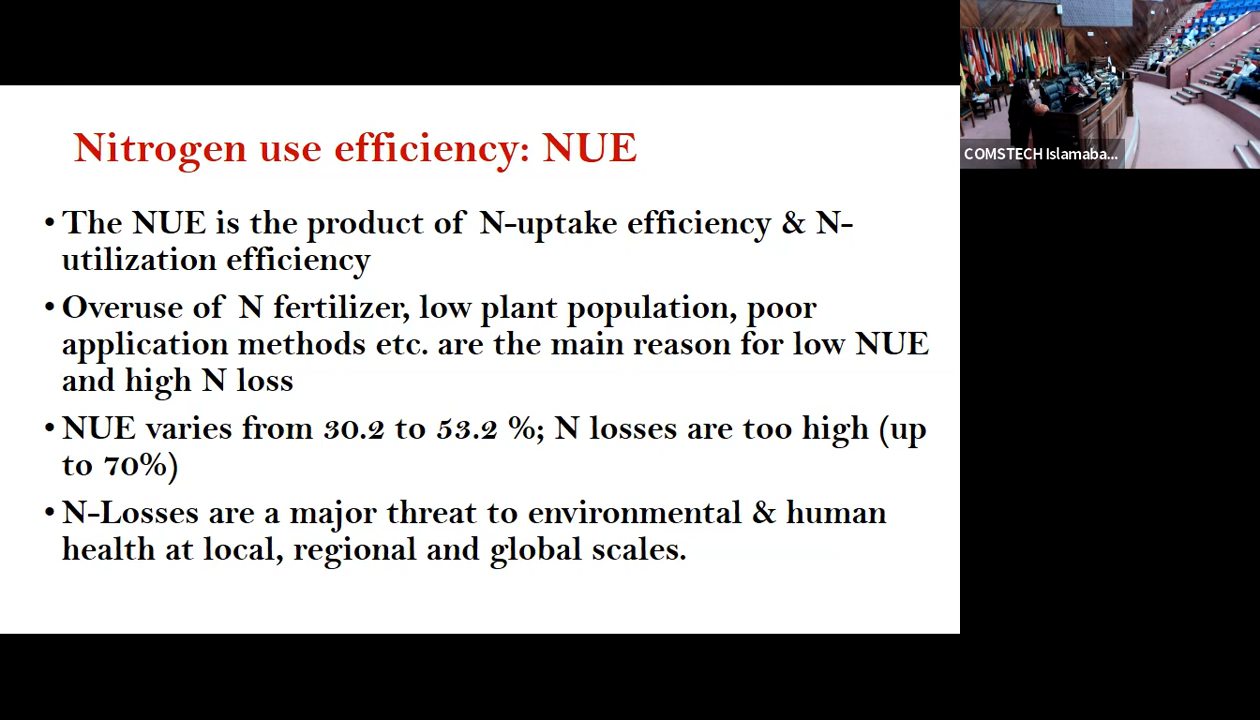 Nitrogen use efficiency: NUE
• The NUE is the product of N-uptake efficiency & N-
utilization efficiency
• Overuse of N fertilizer, low plant population, poor
application methods etc. are the main reason for low NUE
and high N loss
• NUE varies from 30.2 to 53.2 %; N losses are too high (up
to 70%)
• N-Losses are a major threat to environmental & human
health at local, regional and global scales.
COMSTECH Islamaba...